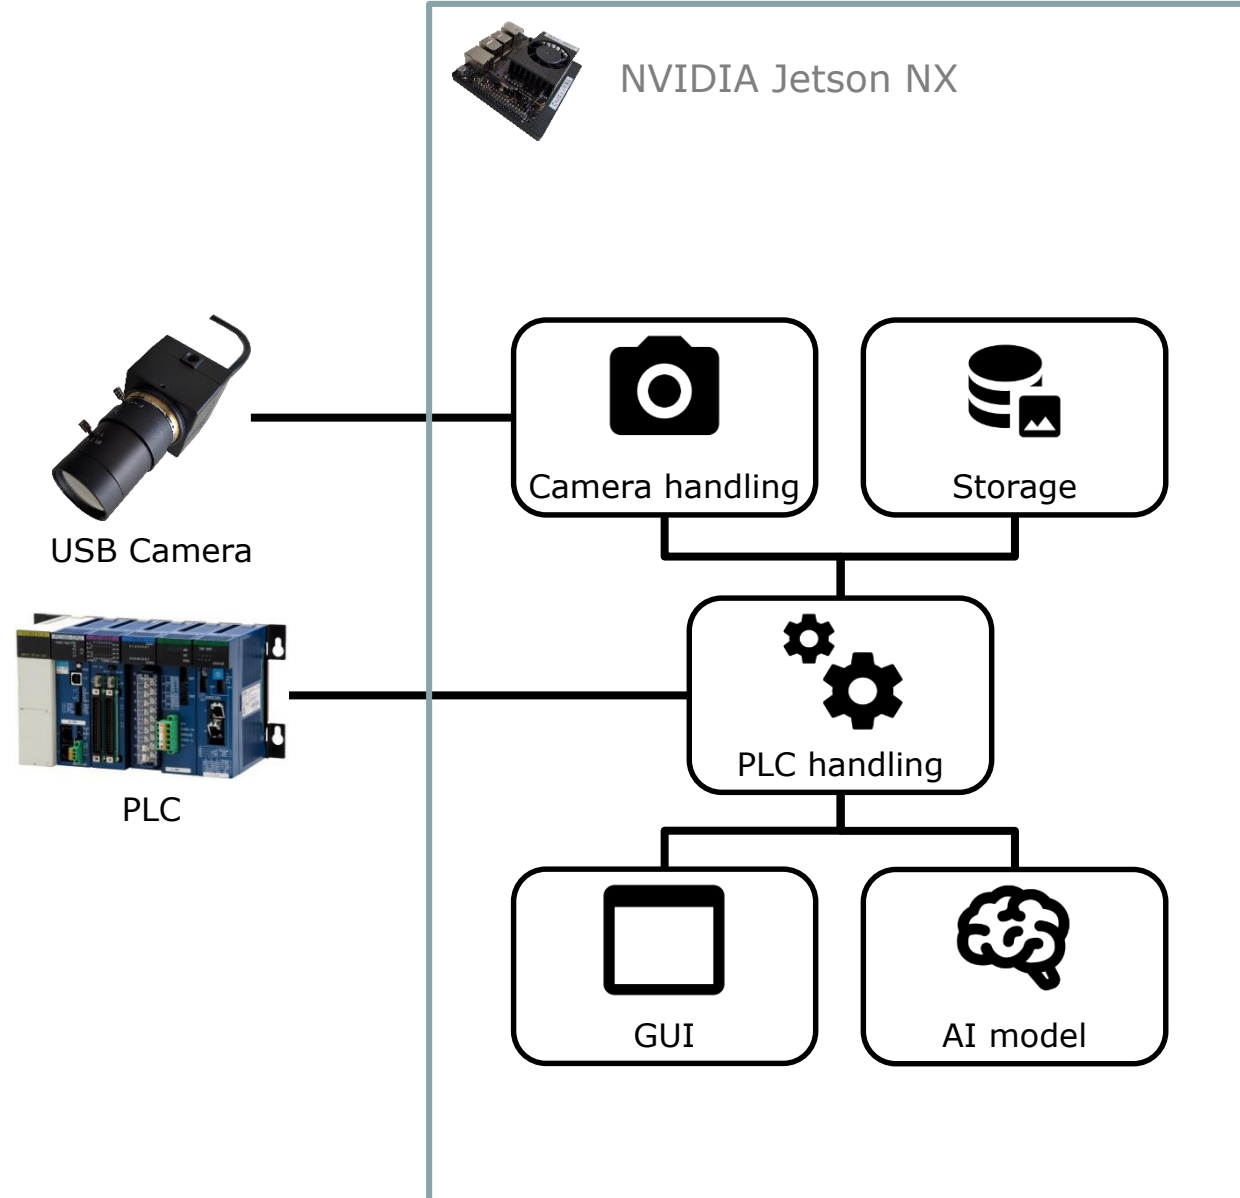 NVIDIA Jetson NX
Camera handling
Storage
USB Camera
PLC handling
PLC
GUI
AI model